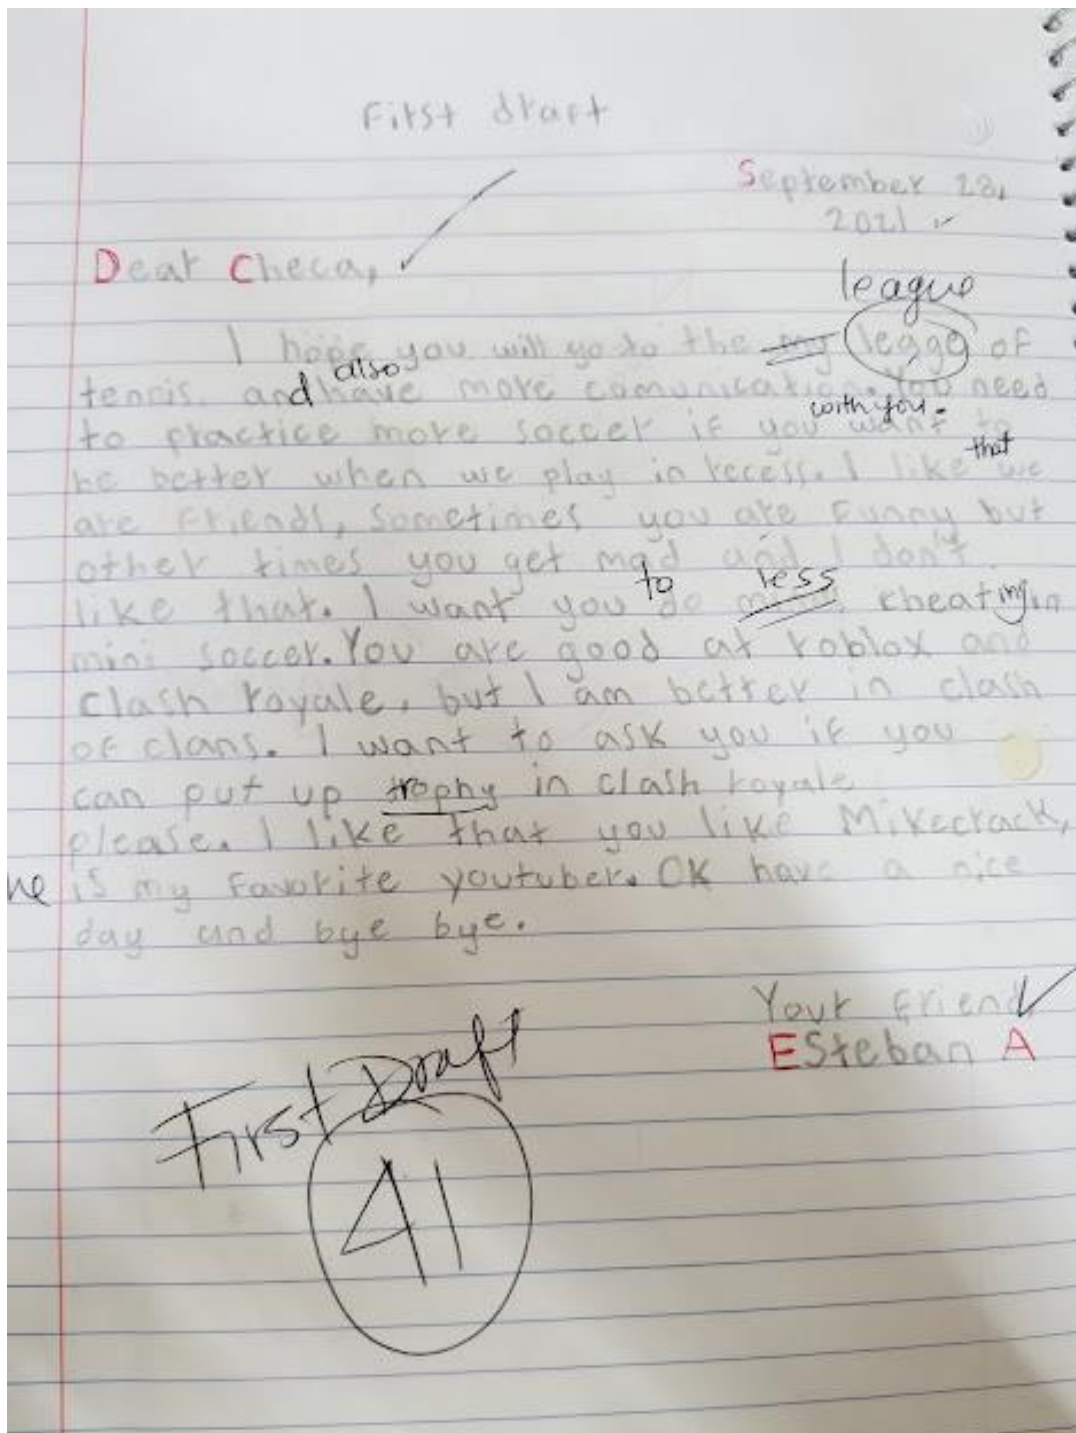 First draft
September 28,
2021
Dear Checa,
league
I hope you will go to the my leage of
also
tennis. and have more comunication. You need
with you.
to practice more soccer if you want to
that
be better when we play in recess. I like we
are friends, sometimes you are funny but
other times you get mad and I don't
to less
like that. I want you do cheating in
mini soccer. You are good at roblox and
clash royale, but I am better in clash
of clans. I want to ask you if you
can put up trophy in clash royale
please. I like that you like Mikecrack,
he is my favorite youtuber. OK have a nice
day and bye bye.
Your friend
Esteban A
First Draft
41